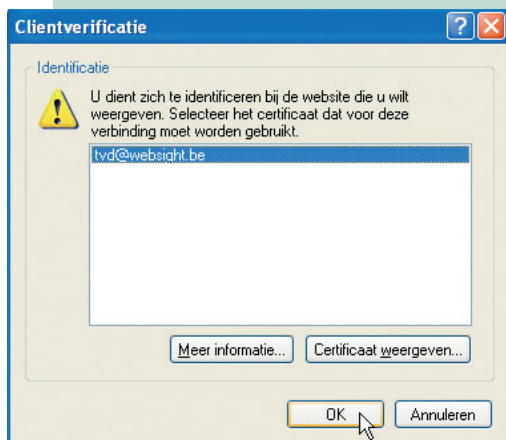 Clientverificatie
Identificatie
U dient zich te identificeren bij de website die u wilt
weergeven. Selecteer het certificaat dat voor deze
verbinding moet worden gebruikt.
tvd@websight.be
Meer informatie... Certificaat weergeven...
OK Annuleren